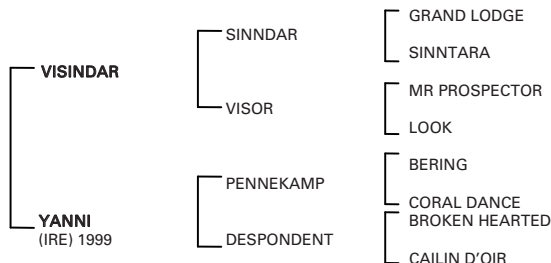 GRAND LODGE
SINNDAR
SINNTARA
VISINDAR
MR PROSPECTOR
VISOR
LOOK
BERING
PENNEKAMP
CORAL DANCE
YANNI
(IRE) 1999
BROKEN HEARTED
DESPONDENT
CAILIN D'OIR